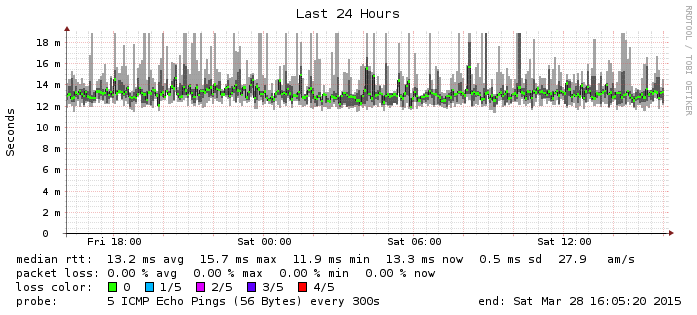 Last 24 Hours
RRDTOOL / TOBI OETIKER
Seconds
18 m
16 m
14 m
12 m
10 m
8 m
6 m
4 m
2 m
0
Fri 18:00 Sat 00:00 Sat 06:00 Sat 12:00
median rtt: 13.2 ms avg 15.7 ms max 11.9 ms min 13.3 ms now 0.5 ms sd 27.9 am/s
packet loss: 0.00 % avg 0.00 % max 0.00 % min 0.00 % now
loss color: 0 1/5 2/5 3/5 4/5
probe: 5 ICMP Echo Pings (56 Bytes) every 300s end: Sat Mar 28 16:05:20 2015